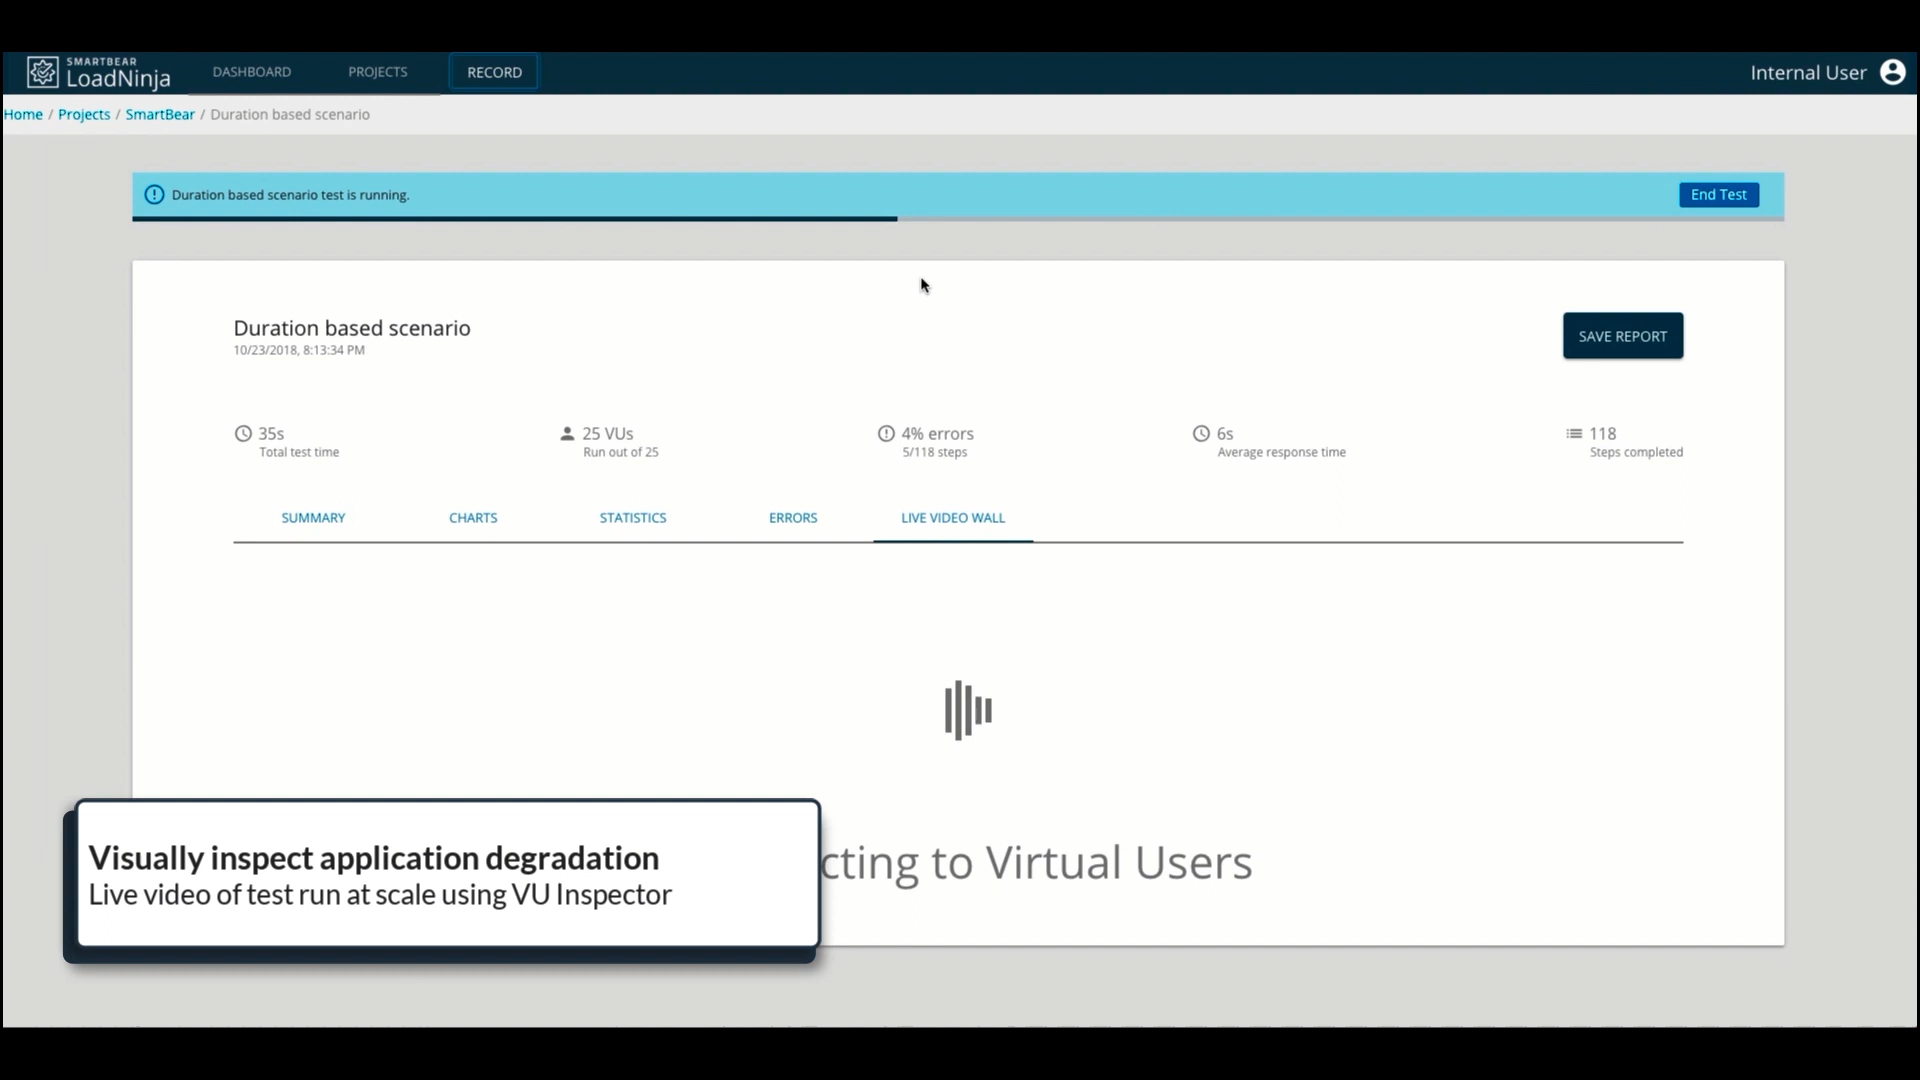 SMARTBEAR
LoadNinja
DASHBOARD
PROJECTS
RECORD
Internal User
Home / Projects / SmartBear / Duration based scenario
Duration based scenario test is running.
End Test
Duration based scenario
10/23/2018, 8:13:34 PM
SAVE REPORT
35s
Total test time
25 VUs
Run out of 25
4% errors
5/118 steps
6s
Average response time
118
Steps completed
SUMMARY
CHARTS
STATISTICS
ERRORS
LIVE VIDEO WALL
cting to Virtual Users
Visually inspect application degradation
Live video of test run at scale using VU Inspector